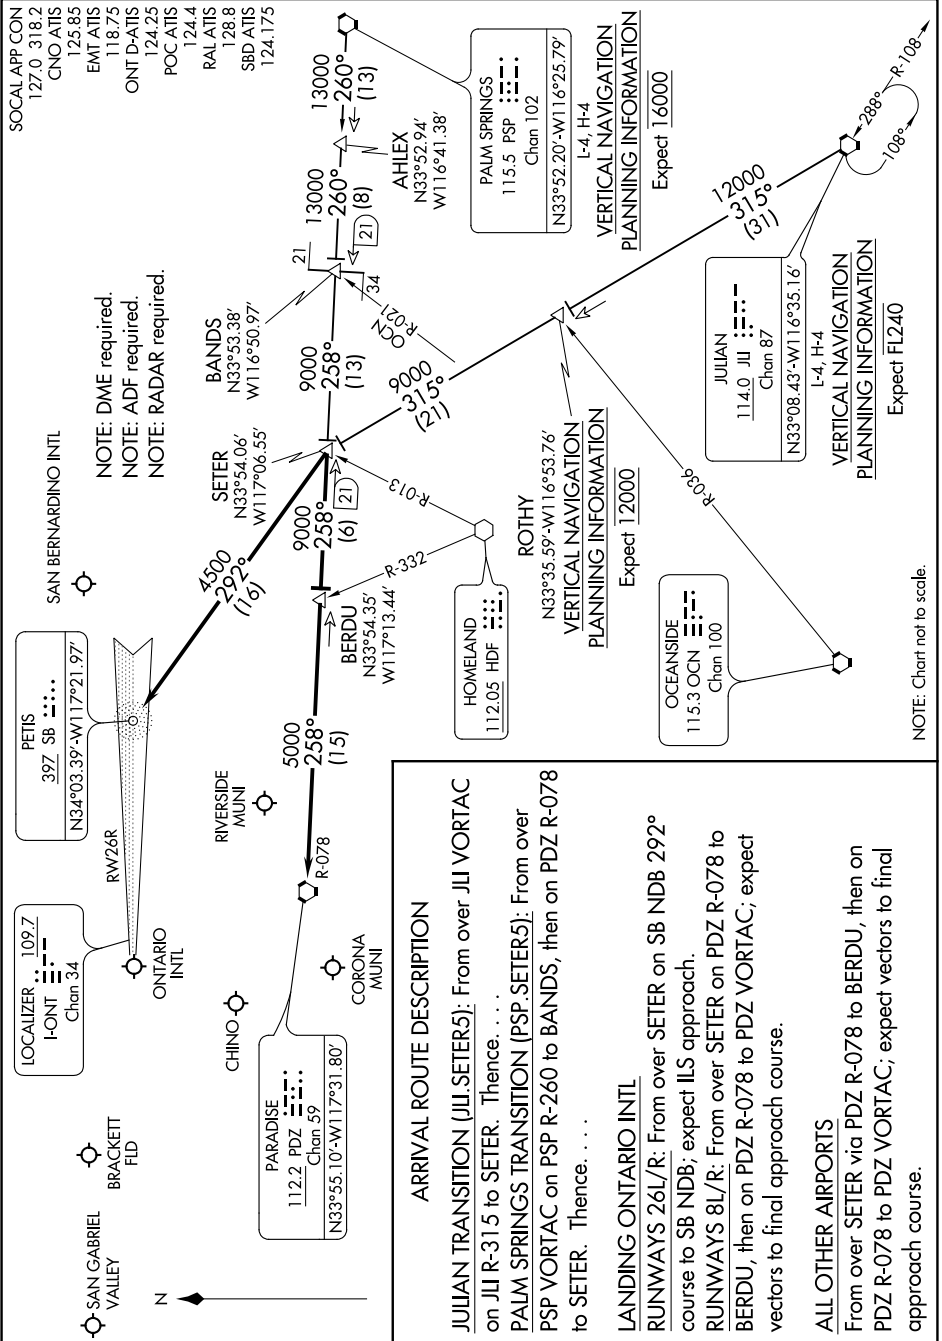 SOCAL APP CON
127.0 318.2
CNO ATIS
125.85
EMT ATIS
118.75
ONT D-ATIS
124.25
POC ATIS
124.4
RAL ATIS
128.8
SBD ATIS
124.175
SAN BERNARDINO INTL
NOTE: DME required.
NOTE: ADF required.
NOTE: RADAR required.
PETIS
397 SB
N34°03.39'-W117°21.97'
LOCALIZER 109.7
I-ONT
Chan 34
RW26R
ONTARIO
INTL
BRACKETT
FLD
SAN GABRIEL
VALLEY
N
CHINO
RIVERSIDE
MUNI
CORONA
MUNI
R-078
PARADISE
112.2 PDZ
Chan 59
N33°55.10'-W117°31.80'
5000
258°
(15)
BERDU
N33°54.35'
W117°13.44'
9000
258°
(6)
21
4500
292°
(16)
SETER
N33°54.06'
W117°06.55'
9000
258°
(13)
BANDS
N33°53.38'
W116°50.97'
21
34
21
13000
260°
(8)
AHLEX
N33°52.94'
W116°41.38'
13000
260°
(13)
PALM SPRINGS
115.5 PSP
Chan 102
N33°52.20'-W116°25.79'
L-4, H-4
VERTICAL NAVIGATION
PLANNING INFORMATION
Expect 16000
OCN
R-021
9000
315°
(21)
R-013
R-332
HOMELAND
112.05 HDF
ROTHY
N33°35.59'-W116°53.76'
VERTICAL NAVIGATION
PLANNING INFORMATION
Expect 12000
12000
315°
(31)
R-036
OCEANSIDE
115.3 OCN
Chan 100
JULIAN
114.0 JLI
Chan 87
N33°08.43'-W116°35.16'
L-4, H-4
VERTICAL NAVIGATION
PLANNING INFORMATION
Expect FL240
288°
108°
R-108
NOTE: Chart not to scale.
ARRIVAL ROUTE DESCRIPTION
JULIAN TRANSITION (JLI.SETER5): From over JLI VORTAC
on JLI R-315 to SETER. Thence. . . .
PALM SPRINGS TRANSITION (PSP.SETER5): From over
PSP VORTAC on PSP R-260 to BANDS, then on PDZ R-078
to SETER. Thence. . . .
LANDING ONTARIO INTL
RUNWAYS 26L/R: From over SETER on SB NDB 292°
course to SB NDB; expect ILS approach.
RUNWAYS 8L/R: From over SETER on PDZ R-078 to
BERDU, then on PDZ R-078 to PDZ VORTAC; expect
vectors to final approach course.
ALL OTHER AIRPORTS
From over SETER via PDZ R-078 to BERDU, then on
PDZ R-078 to PDZ VORTAC; expect vectors to final
approach course.